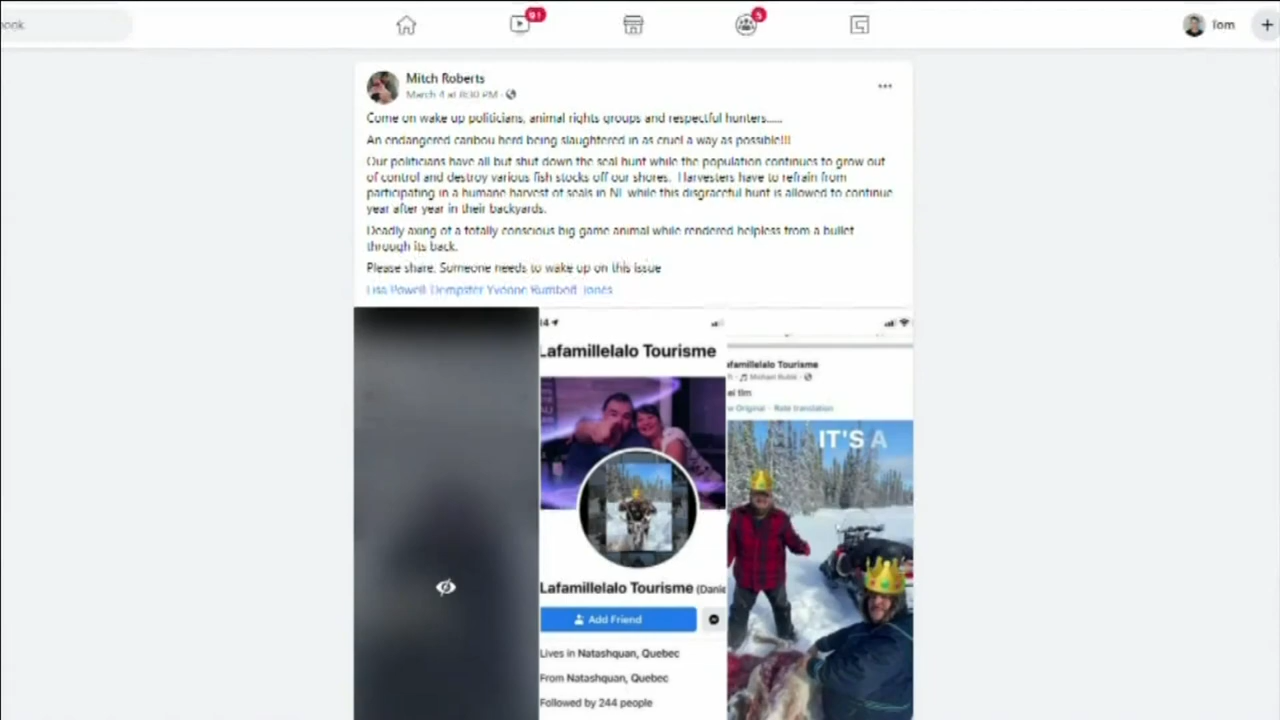 91
5
Tom
Mitch Roberts
March 4 at 8:30 PM ·
Come on wake up politicians, animal rights groups and respectful hunters.....
An endangered caribou herd being slaughtered in as cruel a way as possible!!!
Our politicians have all but shut down the seal hunt while the population continues to grow out
of control and destroy various fish stocks off our shores. Harvesters have to refrain from
participating in a humane harvest of seals in NL while this disgraceful hunt is allowed to continue
year after year in their backyards.
Deadly axing of a totally conscious big game animal while rendered helpless from a bullet
through its back.
Please share. Someone needs to wake up on this issue
Lisa Powell Dempster Yvonne Rumbolt Jones
Lafamillelalo Tourisme
Lafamillelalo Tourisme (Danie
Add Friend
Lives in Natashquan, Quebec
From Natashquan, Quebec
Followed by 244 people
afamillelalo Tourisme
Original · Rate translation
IT'S A